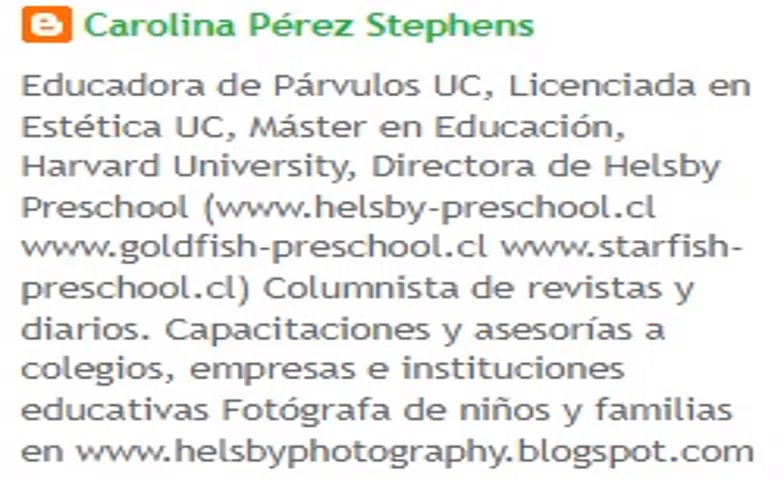 Carolina Pérez Stephens
Educadora de Párvulos UC, Licenciada en
Estética UC, Máster en Educación,
Harvard University, Directora de Helsby
Preschool (www.helsby-preschool.cl
www.goldfish-preschool.cl www.starfish-
preschool.cl) Columnista de revistas y
diarios. Capacitaciones y asesorías a
colegios, empresas e instituciones
educativas Fotógrafa de niños y familias
en www.helsbyphotography.blogspot.com